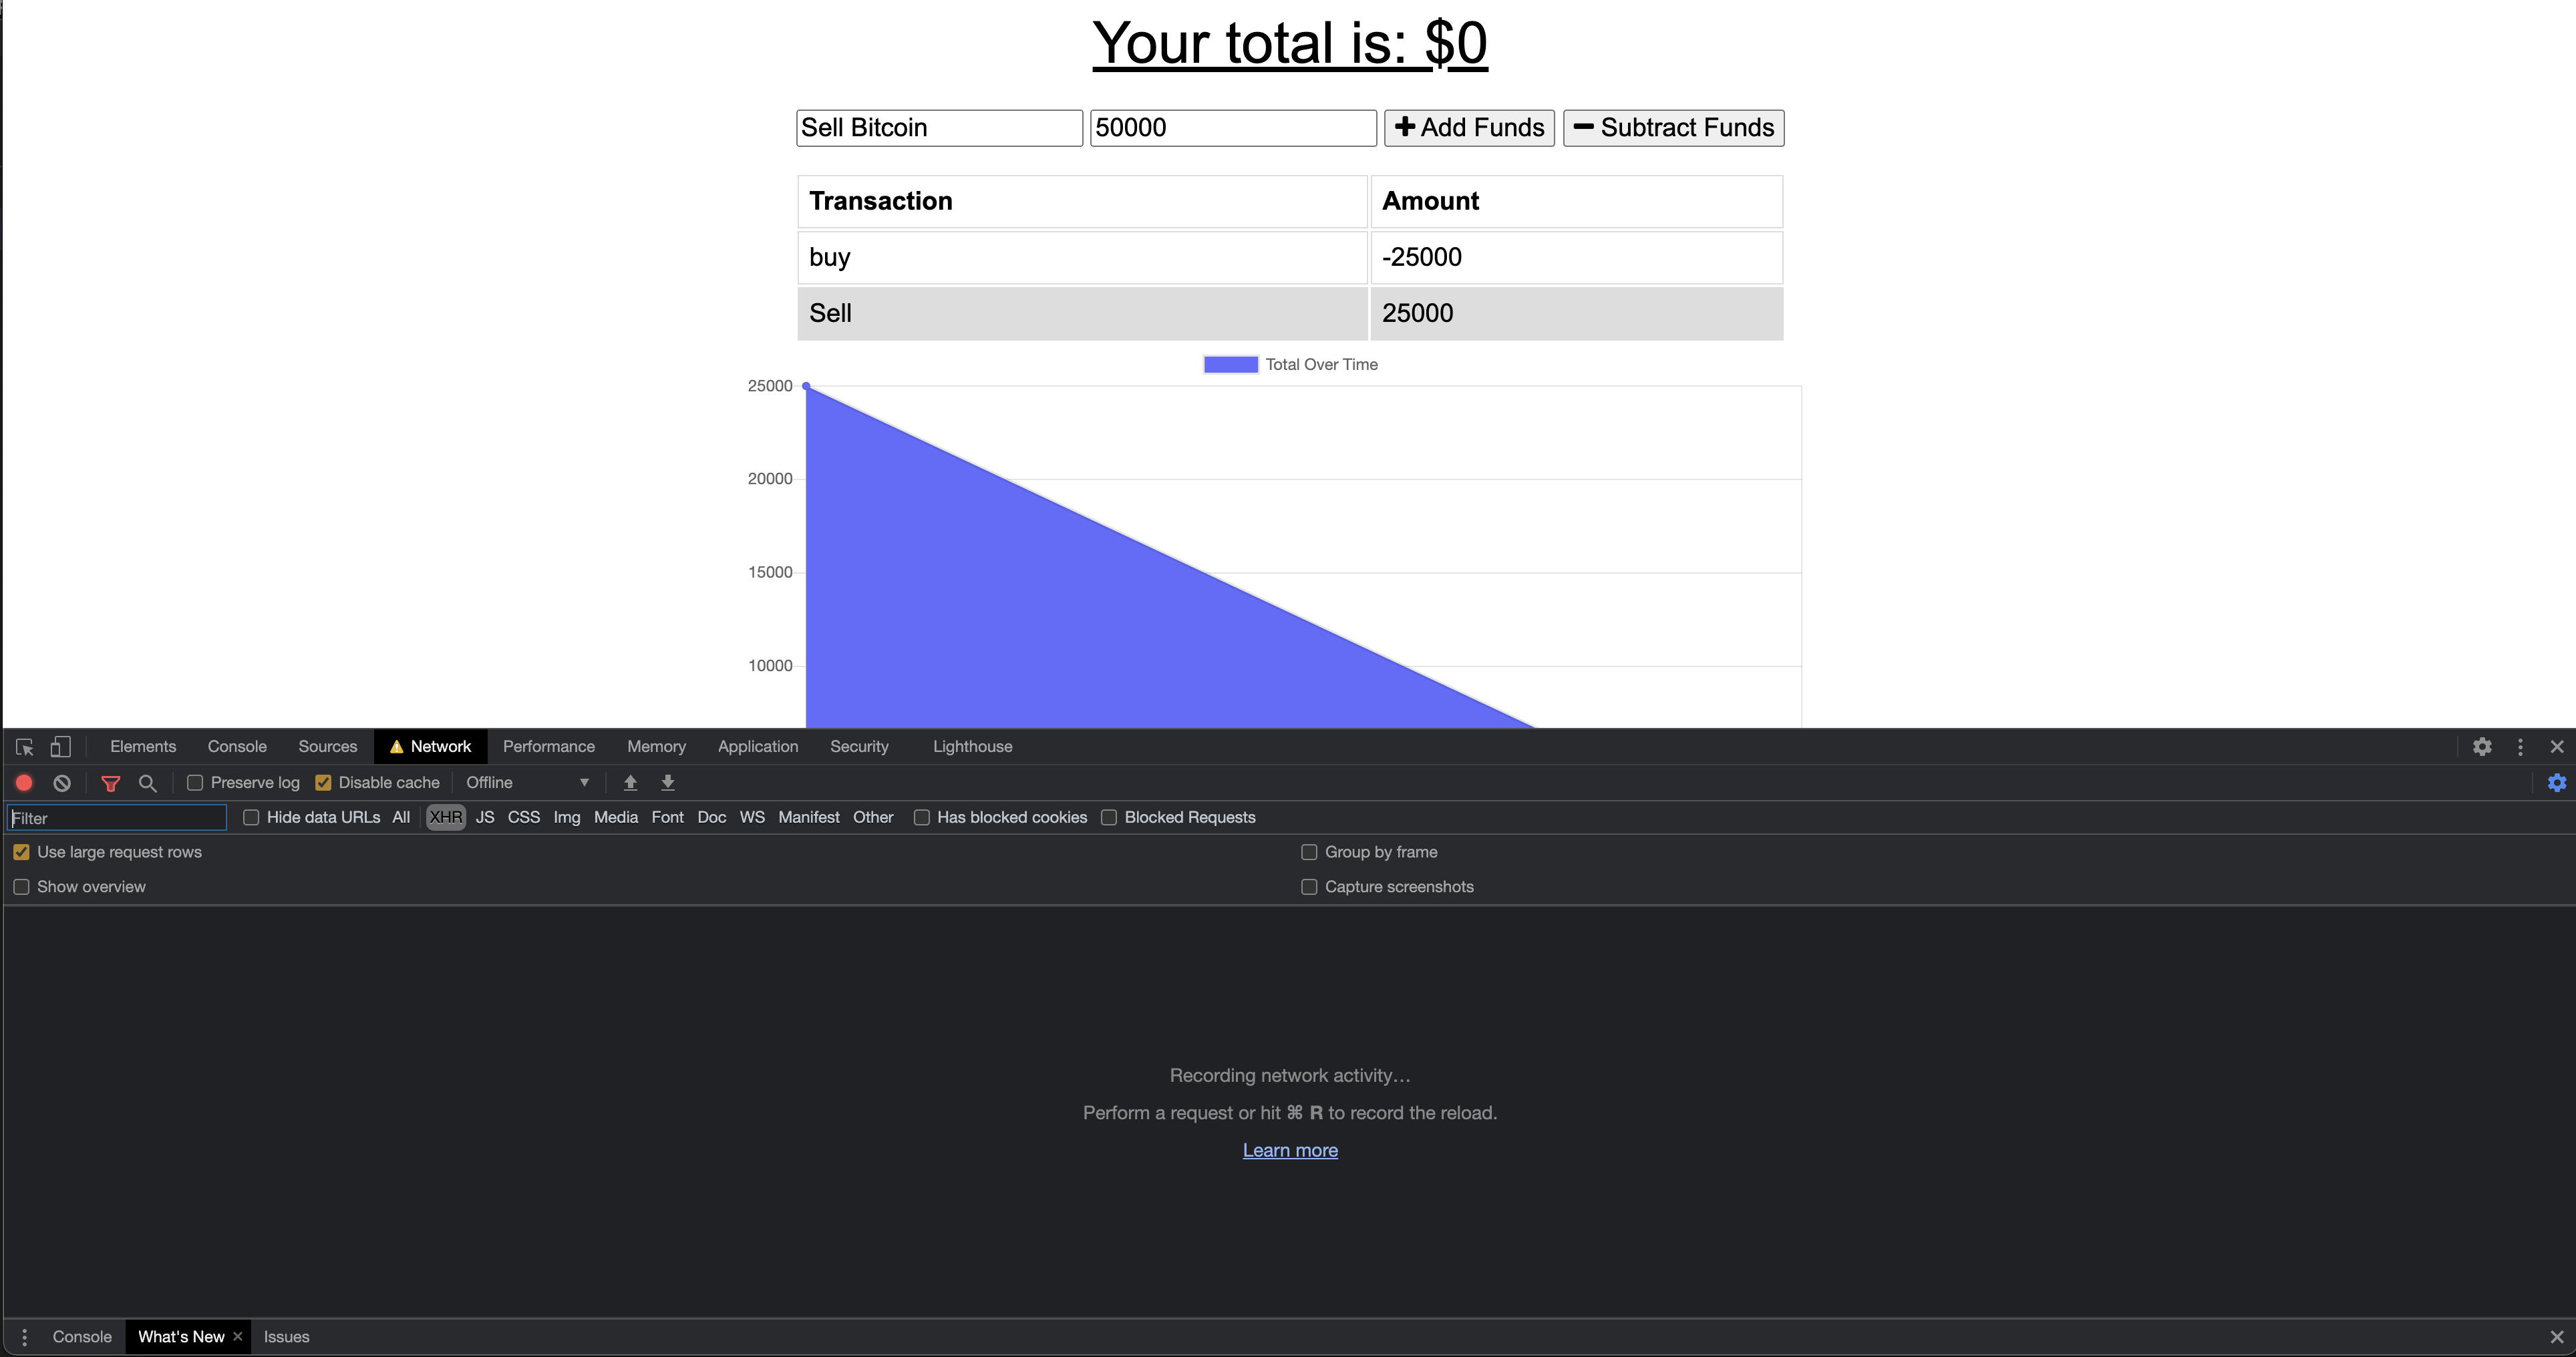 Your total is: $0
Sell Bitcoin 50000 Add Funds Subtract Funds
Transaction Amount
buy -25000
Sell 25000
Total Over Time
25000
20000
15000
10000
Elements Console Sources Network Performance Memory Application Security Lighthouse
Preserve log Disable cache Offline
Filter Hide data URLs All XHR JS CSS Img Media Font Doc WS Manifest Other Has blocked cookies Blocked Requests
Use large request rows Group by frame
Show overview Capture screenshots
Recording network activity…
Perform a request or hit ⌘ R to record the reload.
Learn more
Console What's New Issues